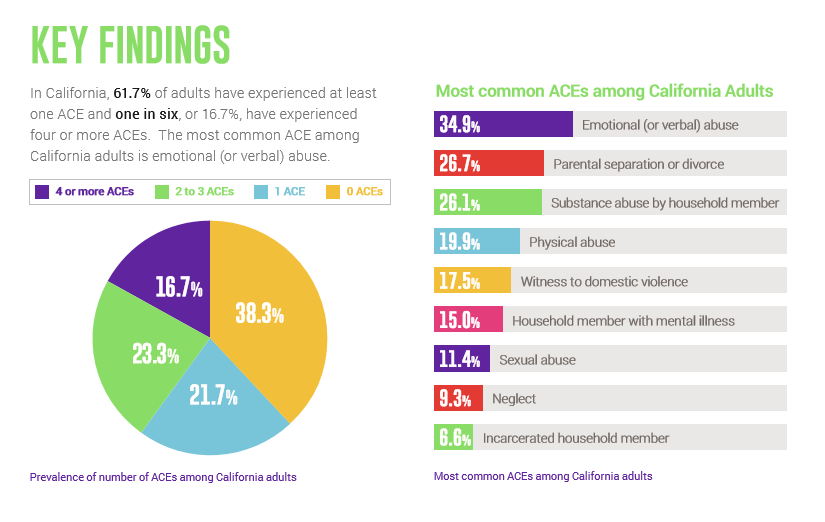 KEY FINDINGS
In California, 61.7% of adults have experienced at least
one ACE and one in six, or 16.7%, have experienced
four or more ACEs.  The most common ACE among
California adults is emotional (or verbal) abuse.
4 or more ACEs 2 to 3 ACEs 1 ACE 0 ACEs
16.7%
38.3%
23.3%
21.7%
Prevalence of number of ACEs among California adults
Most common ACEs among California Adults
34.9% Emotional (or verbal) abuse
26.7% Parental separation or divorce
26.1% Substance abuse by household member
19.9% Physical abuse
17.5% Witness to domestic violence
15.0% Household member with mental illness
11.4% Sexual abuse
9.3% Neglect
6.6% Incarcerated household member
Most common ACEs among California adults